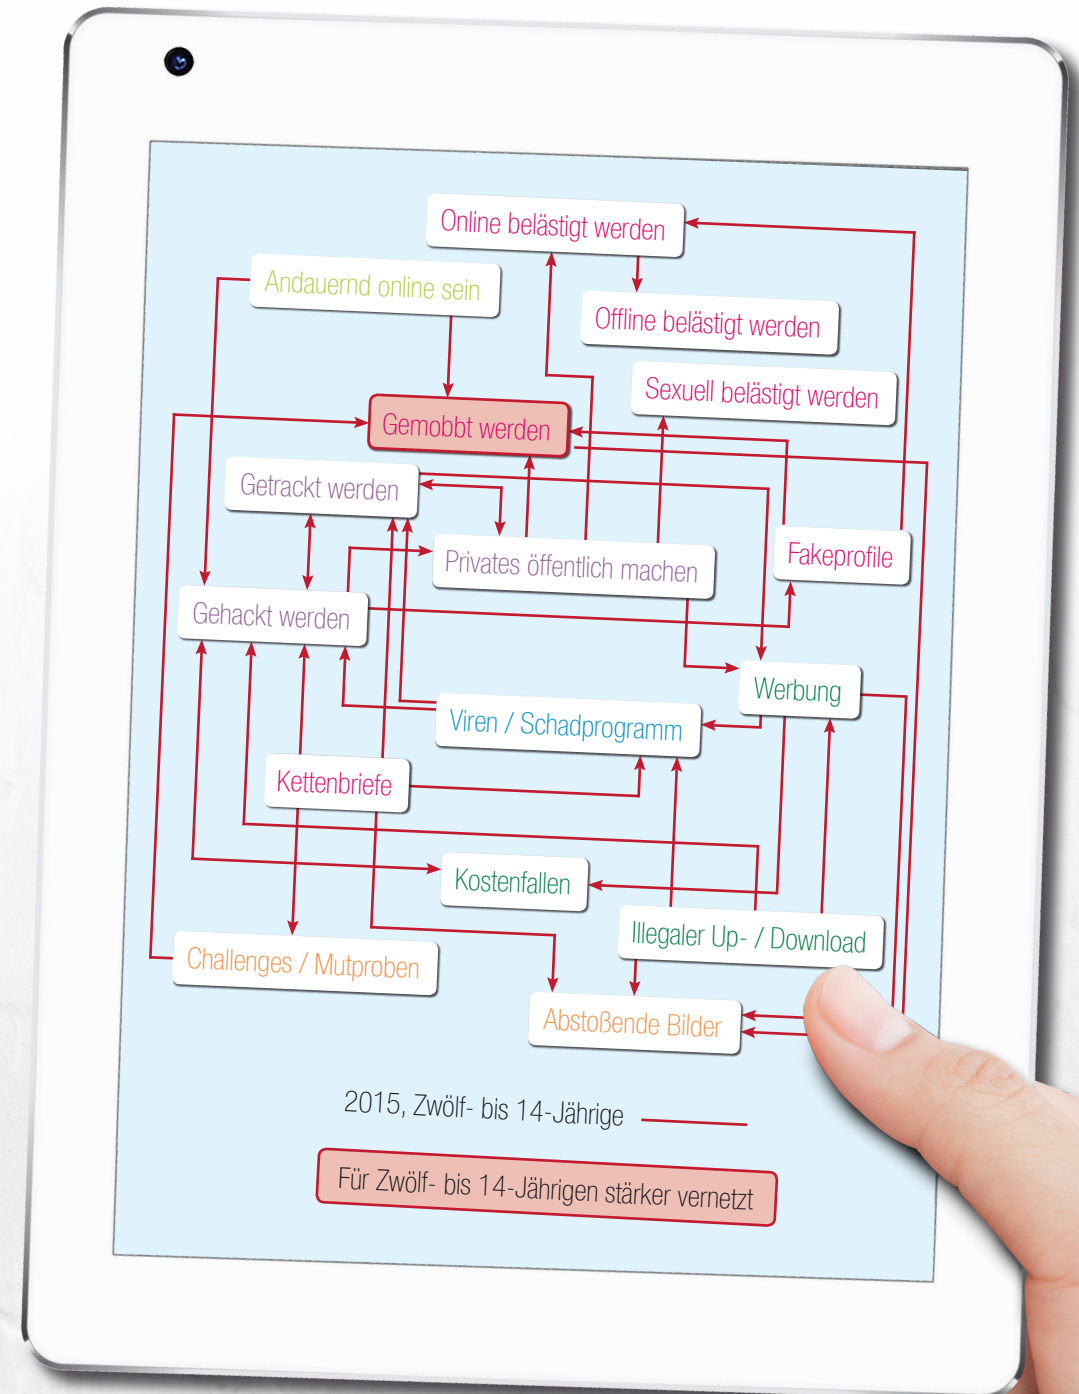 Online belästigt werden
Andauernd online sein
Offline belästigt werden
Sexuell belästigt werden
Gemobbt werden
Getrackt werden
Privates öffentlich machen
Fakeprofile
Gehackt werden
Werbung
Viren / Schadprogramm
Kettenbriefe
Kostenfallen
Illegaler Up- / Download
Challenges / Mutproben
Abstoßende Bilder
2015, Zwölf- bis 14-Jährige
Für Zwölf- bis 14-Jährigen stärker vernetzt